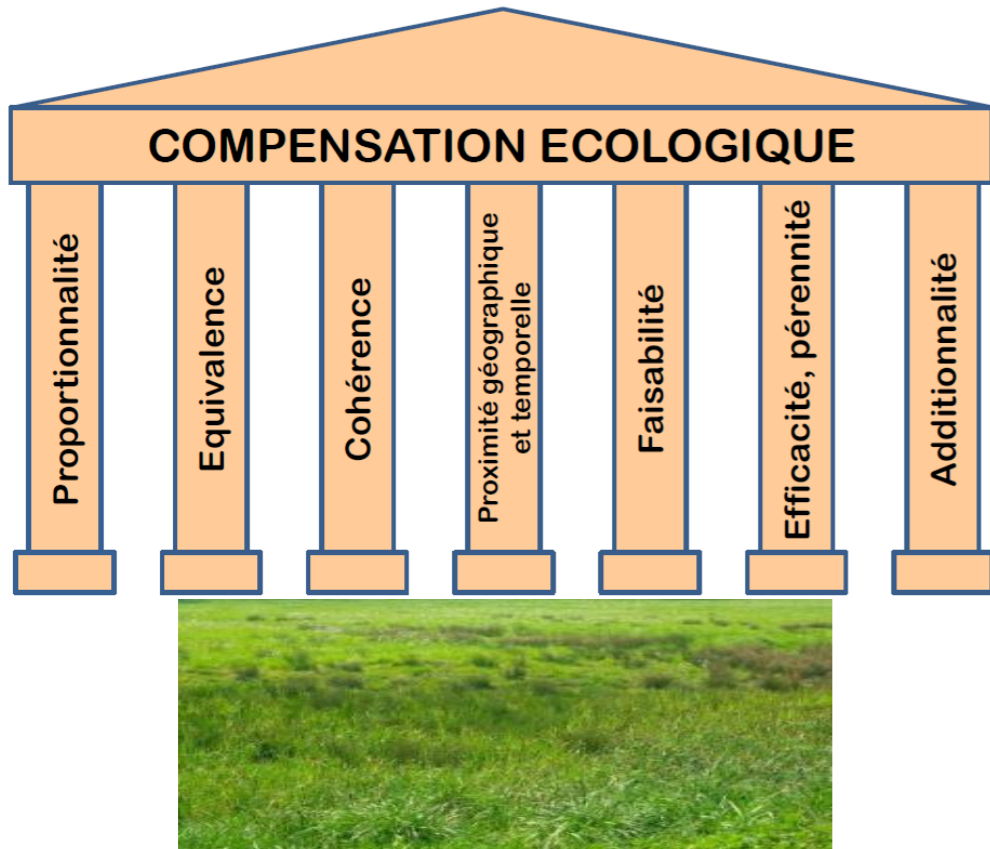 COMPENSATION ECOLOGIQUE
Proportionnalité
Equivalence
Cohérence
Proximité géographique
et temporelle
Faisabilité
Efficacité, pérennité
Additionnalité